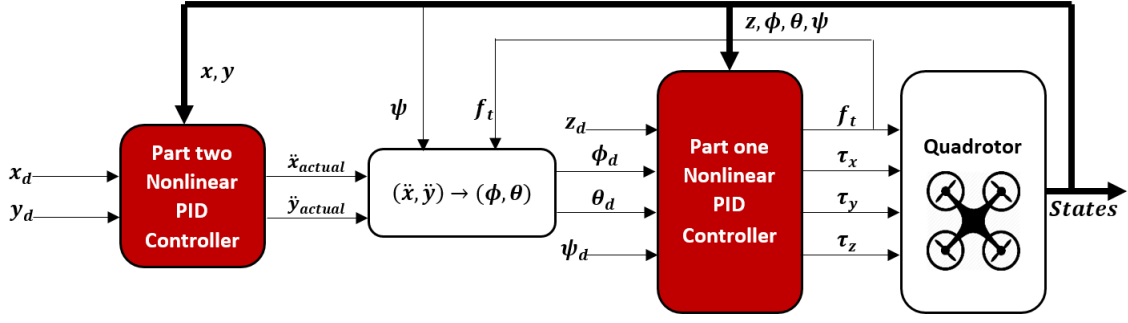 z, ϕ, θ, ψ
x, y
ψ
f_t
x_d
y_d
Part two
Nonlinear
PID
Controller
ẍ_actual
ÿ_actual
(ẍ, ÿ) → (ϕ, θ)
z_d
ϕ_d
θ_d
ψ_d
Part one
Nonlinear
PID
Controller
f_t
τ_x
τ_y
τ_z
Quadrotor
States